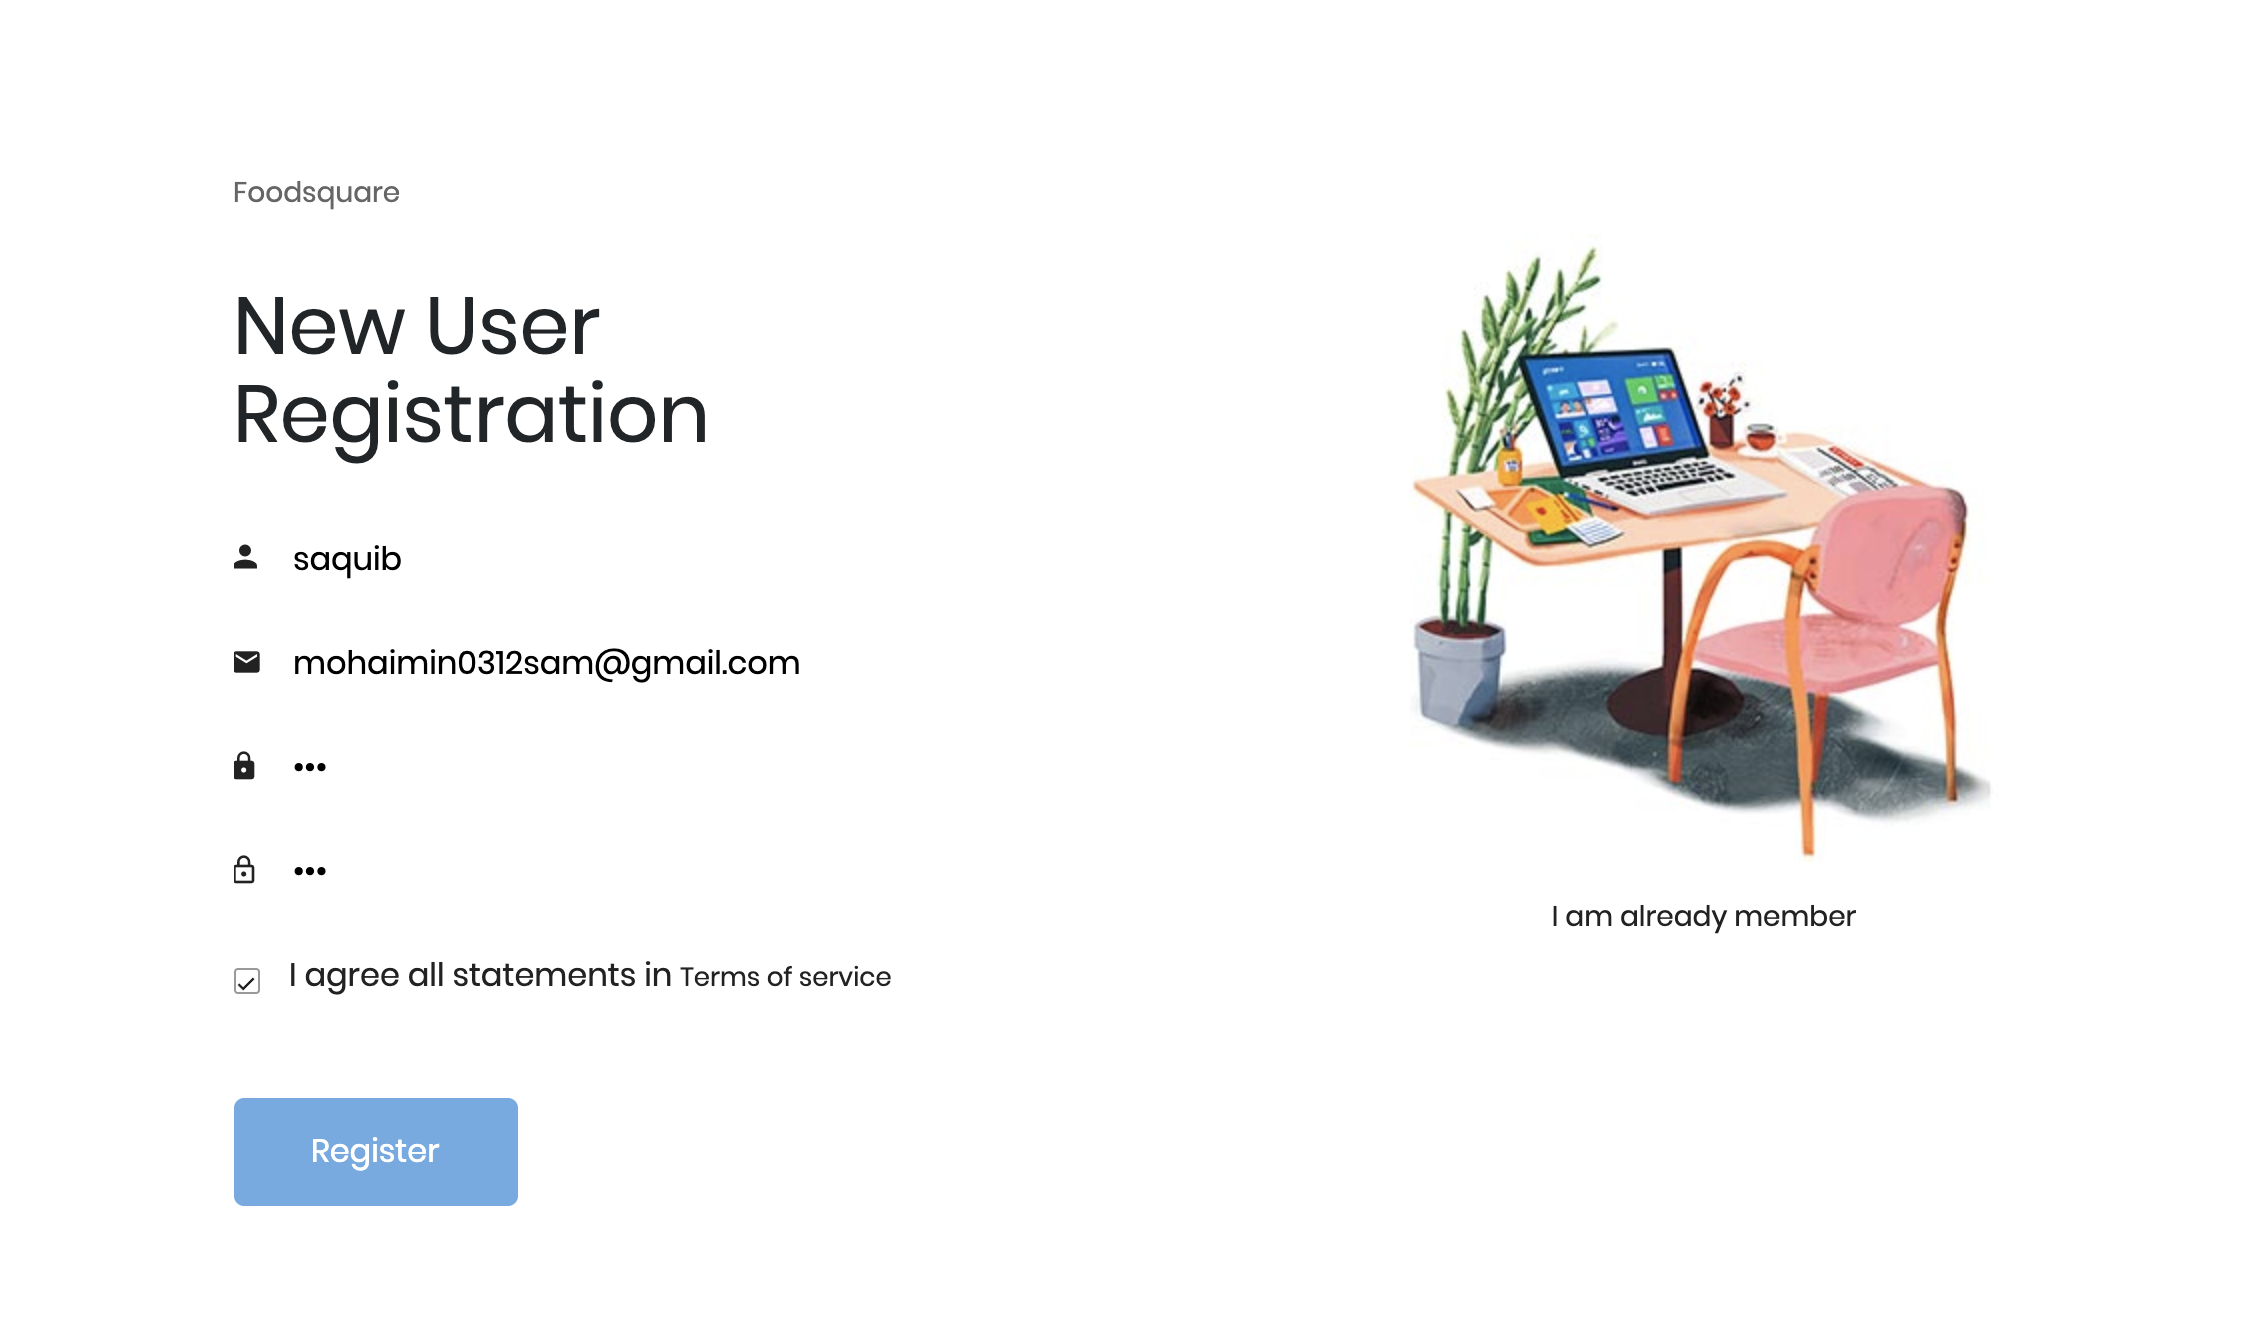 Foodsquare
New User
Registration
saquib
mohaimin0312sam@gmail.com
•••
•••
I agree all statements in Terms of service
Register
I am already member